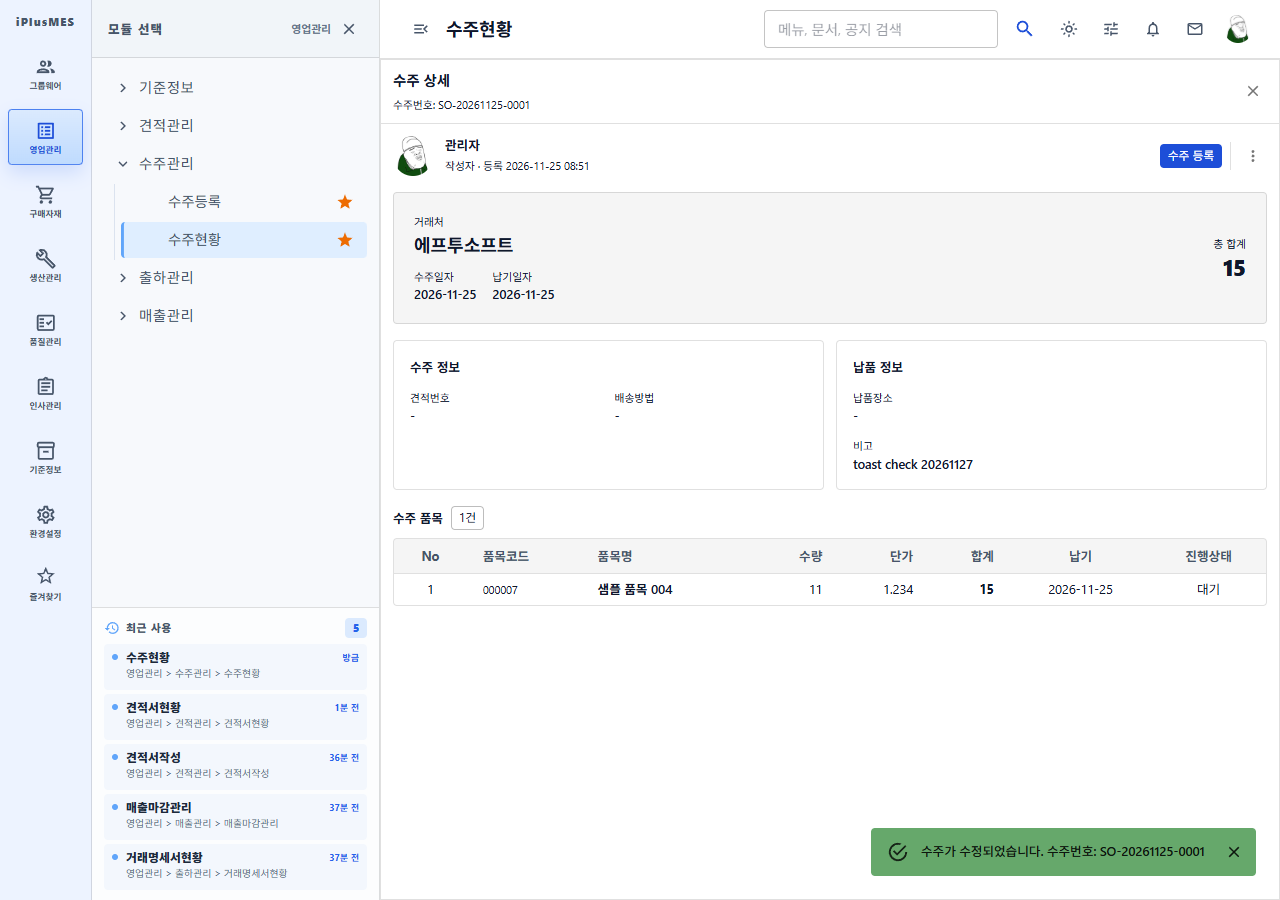 iPlusMES
그룹웨어
영업관리
구매자재
생산관리
품질관리
인사관리
기준정보
환경설정
즐겨찾기
모듈 선택
영업관리
기준정보
견적관리
수주관리
수주등록
수주현황
출하관리
매출관리
최근 사용
5
수주현황 방금
영업관리 > 수주관리 > 수주현황
견적서현황 1분 전
영업관리 > 견적관리 > 견적서현황
견적서작성 36분 전
영업관리 > 견적관리 > 견적서작성
매출마감관리 37분 전
영업관리 > 매출관리 > 매출마감관리
거래명세서현황 37분 전
영업관리 > 출하관리 > 거래명세서현황
수주현황
메뉴, 문서, 공지 검색
수주 상세
수주번호: SO-20261125-0001
관리자
작성자 · 등록 2026-11-25 08:51
수주 등록
거래처
에프투소프트
수주일자 납기일자
2026-11-25 2026-11-25
총 합계
15
수주 정보
견적번호 배송방법
- -
납품 정보
납품장소
-
비고
toast check 20261127
수주 품목 1건
No 품목코드 품목명 수량 단가 합계 납기 진행상태
1 000007 샘플 품목 004 11 1.234 15 2026-11-25 대기
수주가 수정되었습니다. 수주번호: SO-20261125-0001